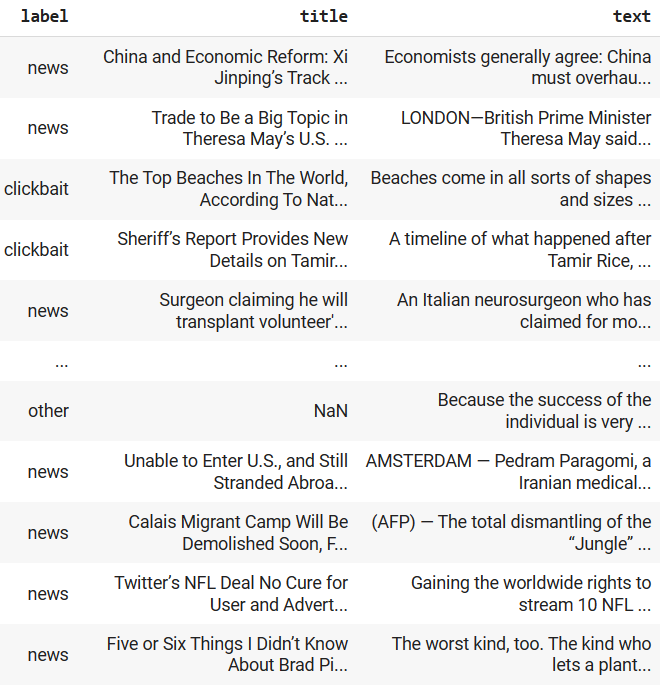 label title text
news China and Economic Reform: Xi Jinping’s Track ... Economists generally agree: China must overhau...
news Trade to Be a Big Topic in Theresa May’s U.S. ... LONDON—British Prime Minister Theresa May said...
clickbait The Top Beaches In The World, According To Nat... Beaches come in all sorts of shapes and sizes ...
clickbait Sheriff’s Report Provides New Details on Tamir... A timeline of what happened after Tamir Rice, ...
news Surgeon claiming he will transplant volunteer'... An Italian neurosurgeon who has claimed for mo...
... ... ...
other NaN Because the success of the individual is very ...
news Unable to Enter U.S., and Still Stranded Abroa... AMSTERDAM — Pedram Paragomi, a Iranian medical...
news Calais Migrant Camp Will Be Demolished Soon, F... (AFP) — The total dismantling of the “Jungle” ...
news Twitter’s NFL Deal No Cure for User and Advert... Gaining the worldwide rights to stream 10 NFL ...
news Five or Six Things I Didn’t Know About Brad Pi... The worst kind, too. The kind who lets a plant...